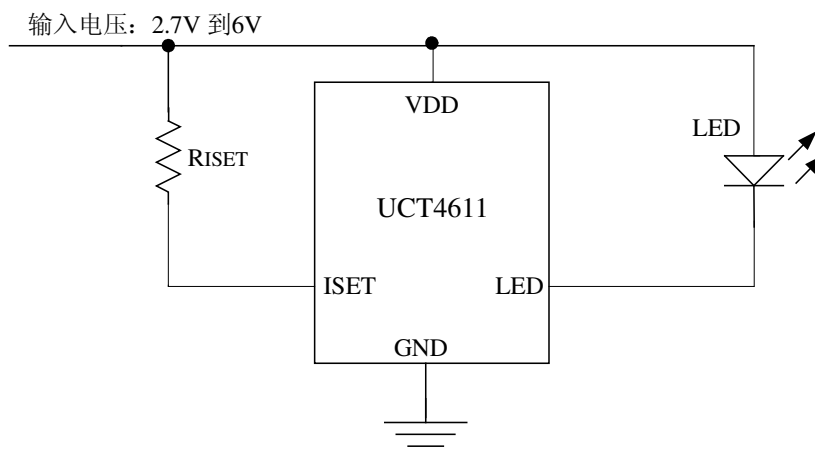 输入电压：2.7V 到6V
VDD
LED
RISET
UCT4611
ISET
LED
GND